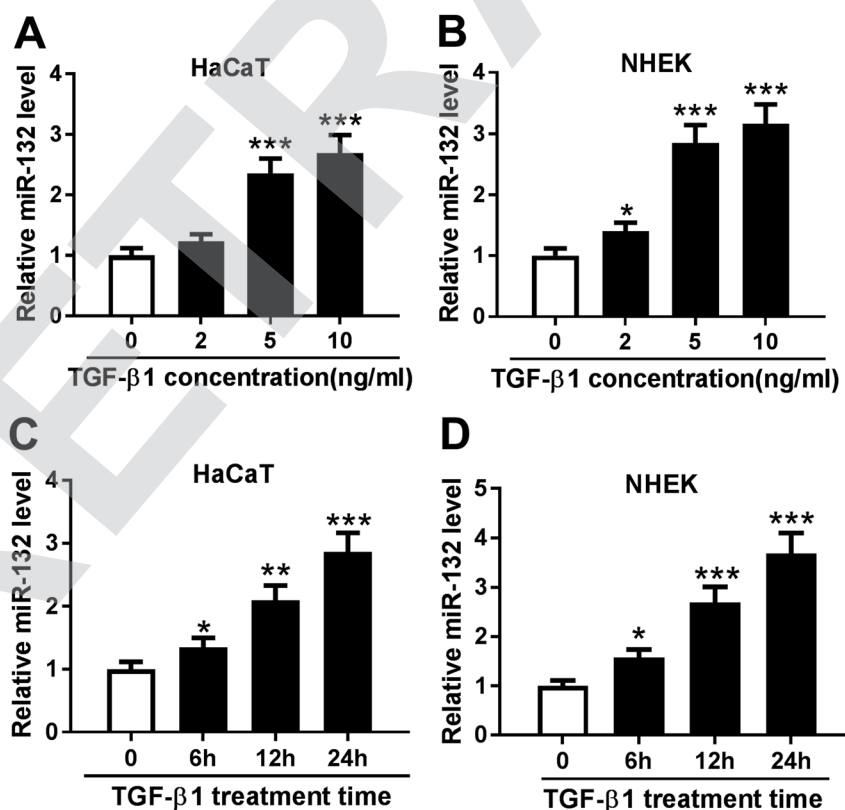 A
HaCaT
Relative miR-132 level
4
3
2
1
0
***
***
0 2 5 10
TGF-β1 concentration(ng/ml)
B
NHEK
Relative miR-132 level
4
3
2
1
0
*
***
***
0 2 5 10
TGF-β1 concentration(ng/ml)
C
HaCaT
Relative miR-132 level
4
3
2
1
0
*
**
***
0 6h 12h 24h
TGF-β1 treatment time
D
NHEK
Relative miR-132 level
5
4
3
2
1
0
*
***
***
0 6h 12h 24h
TGF-β1 treatment time